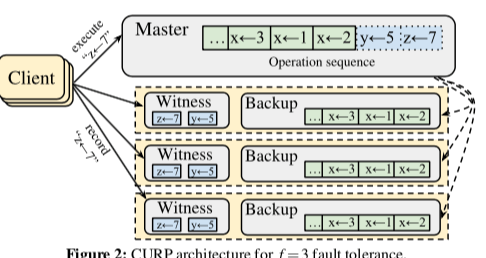 execute
"z←7"
Master
... x←3 x←1 x←2 y←5 z←7
Operation sequence
Client
record
"z←7"
Witness
z←7 y←5
Backup
... x←3 x←1 x←2
Witness
z←7 y←5
Backup
... x←3 x←1 x←2
Witness
z←7 y←5
Backup
... x←3 x←1 x←2
Figure 2: CURP architecture for f = 3 fault tolerance.